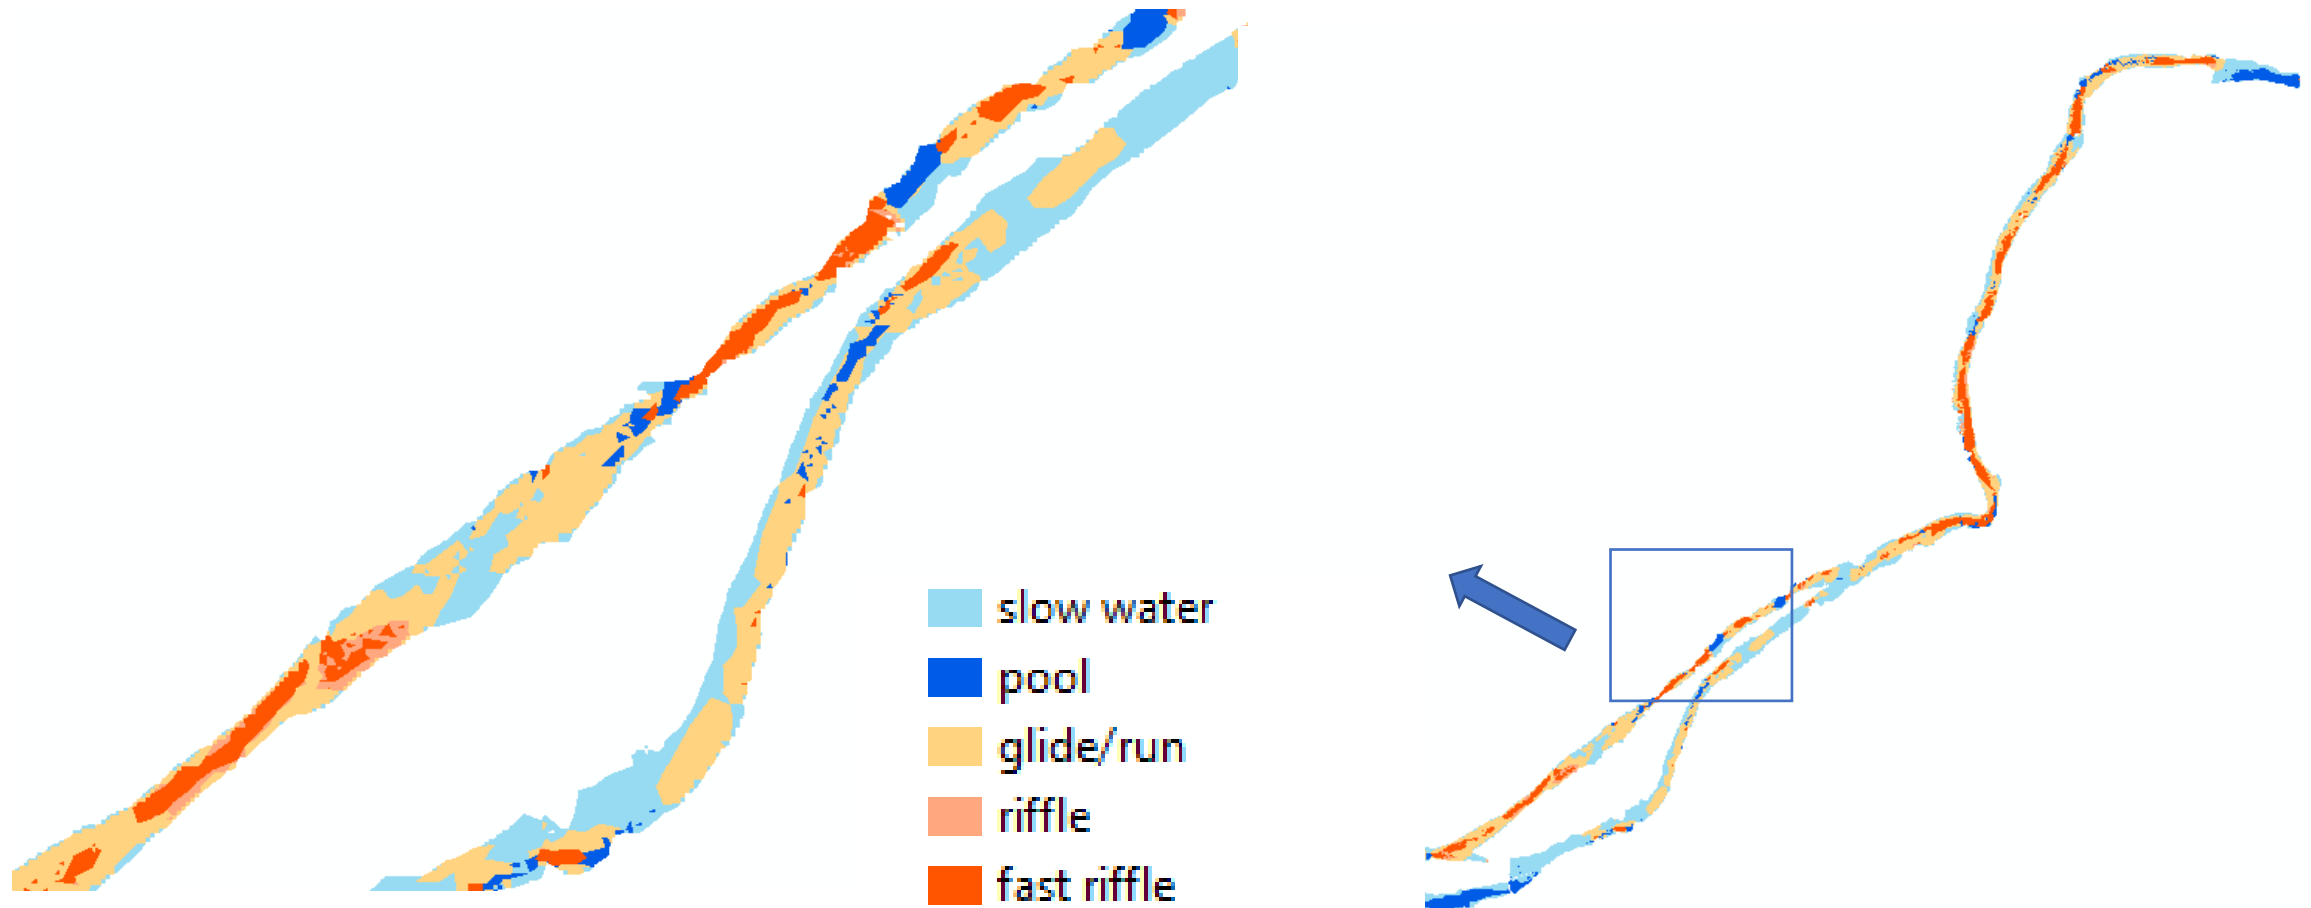 slow water
pool
glide/run
riffle
fast riffle